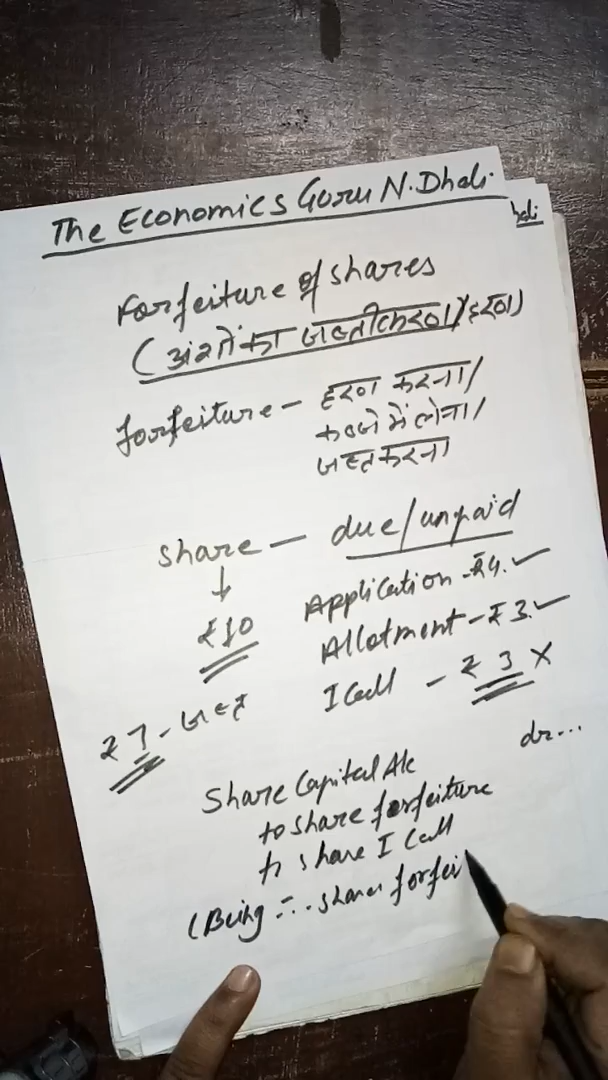 The Economics Guru N. Dhali
hali
Forfeiture of shares
(अंशों का जब्तीकरण/हरण)
forfeiture - हरण करना/
कब्जे में लेना/
जब्त करना
Share - due/unpaid
↓
₹10
Application - ₹4. ✓
Allotment - ₹3. ✓
I Call - ₹ 3 X
₹ 7 - जब्त
Share Capital A/c dr...
to share forfeiture
to share I Call
(Being ... shares forfei